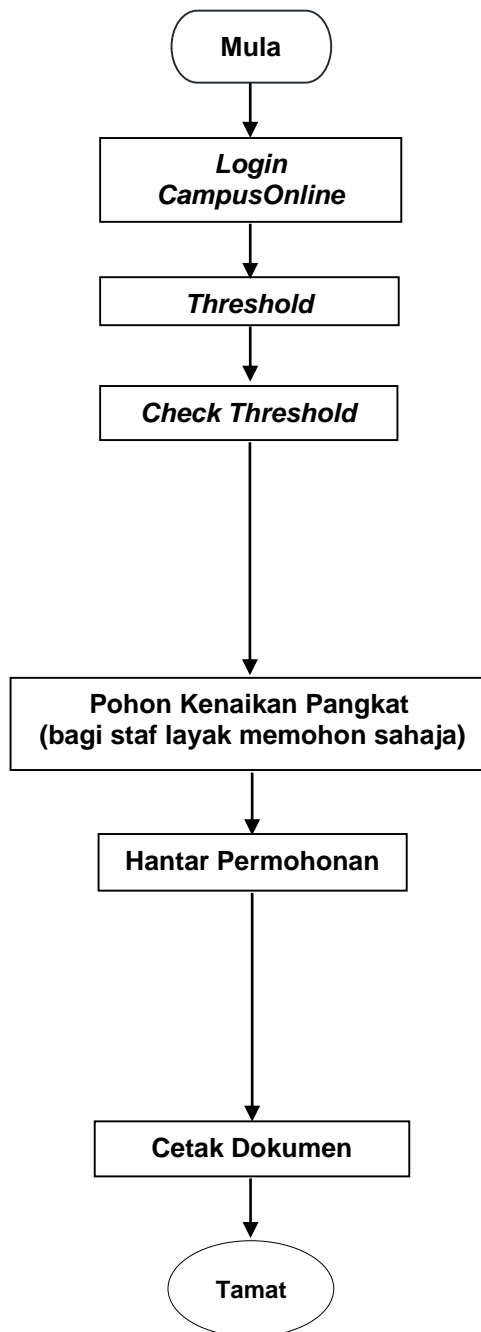 Mula
Login
CampusOnline
Threshold
Check Threshold
Pohon Kenaikan Pangkat
(bagi staf layak memohon sahaja)
Hantar Permohonan
Cetak Dokumen
Tamat